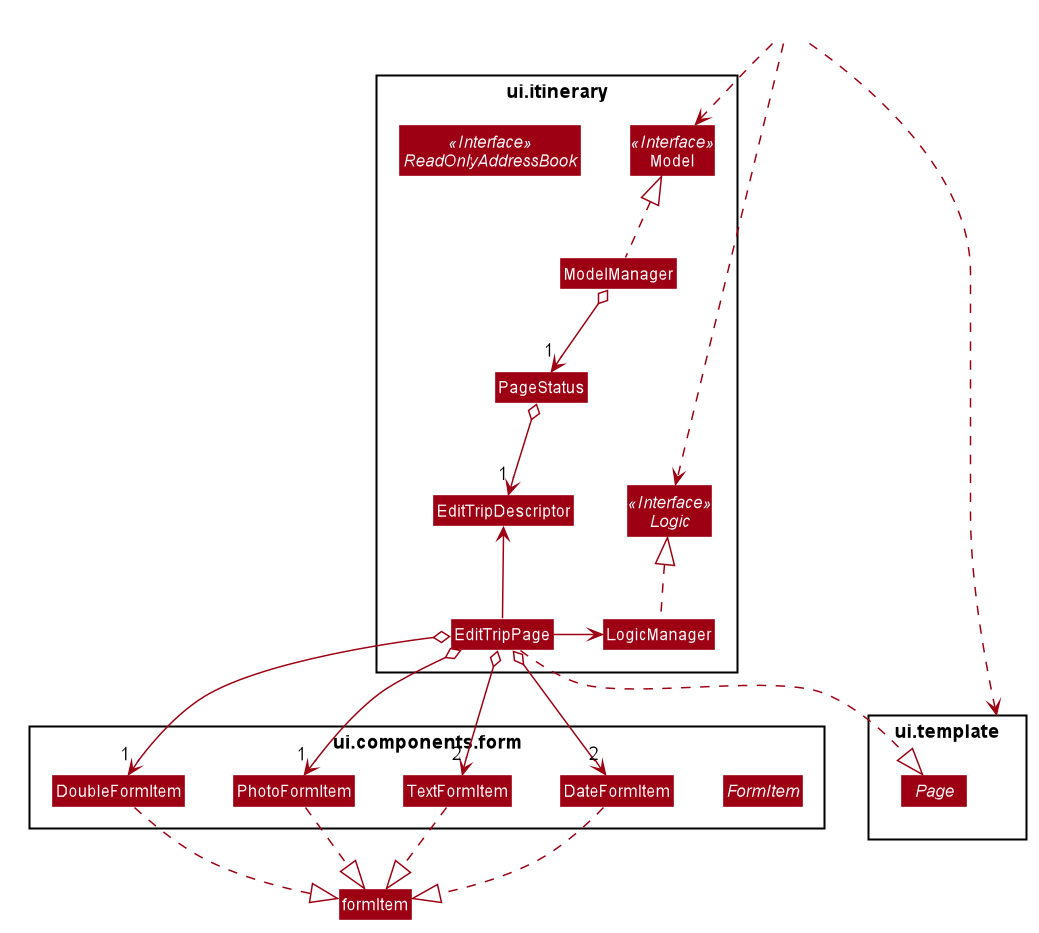 ui.itinerary
«Interface»
ReadOnlyAddressBook
«Interface»
Model
ModelManager
1
PageStatus
1
EditTripDescriptor
«Interface»
Logic
EditTripPage
LogicManager
ui.components.form
ui.template
1
1
2
2
DoubleFormItem
PhotoFormItem
TextFormItem
DateFormItem
FormItem
Page
formItem